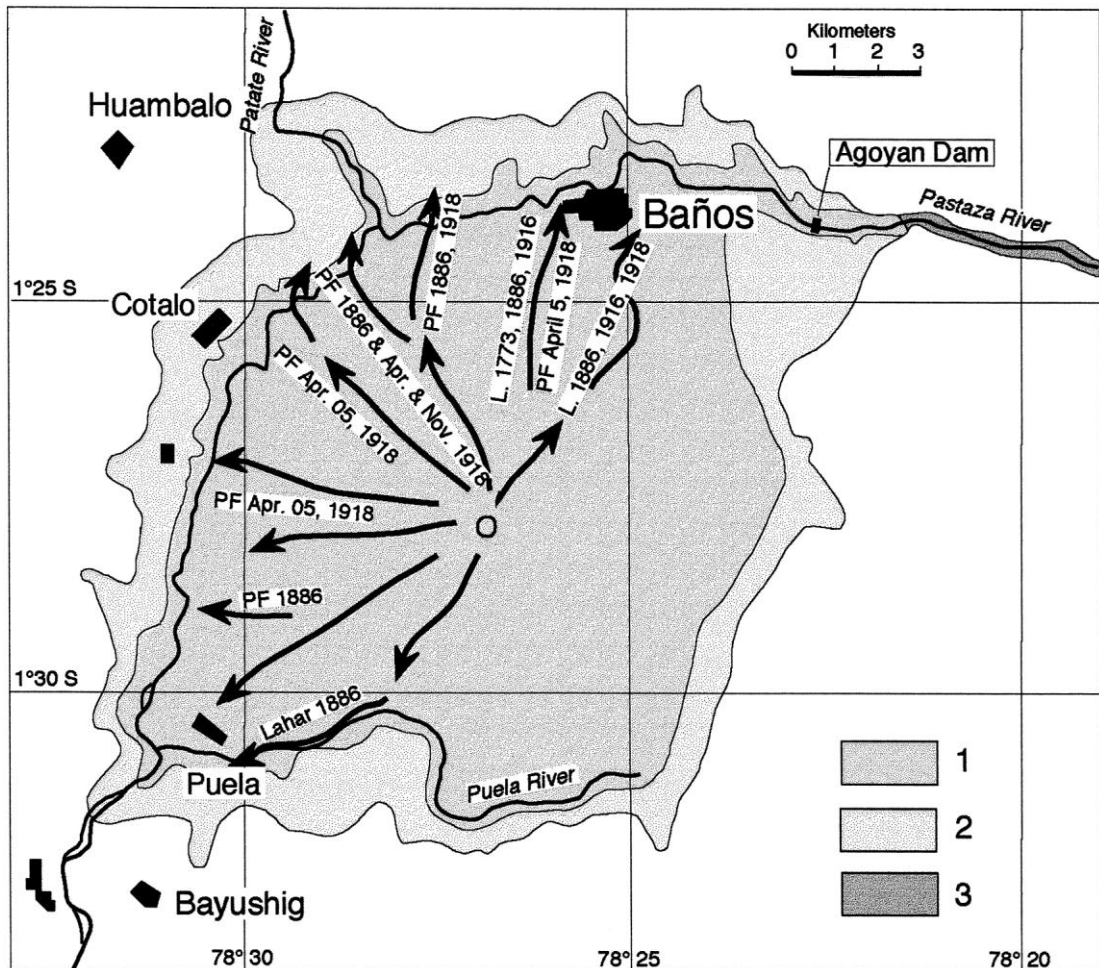 Kilometers
0 1 2 3
Patate River
Huambalo
Agoyan Dam
Baños
Pastaza River
1°25 S
Cotalo
PF 1886, 1918
PF 1886 & Apr. & Nov. 1918
PF Apr. 05, 1918
L. 1773, 1886, 1916
PF April 5, 1918
L. 1886, 1916, 1918
PF Apr. 05, 1918
PF 1886
1°30 S
Lahar 1886
Puela
Puela River
1
2
3
Bayushig
78° 30
78°25
78° 20